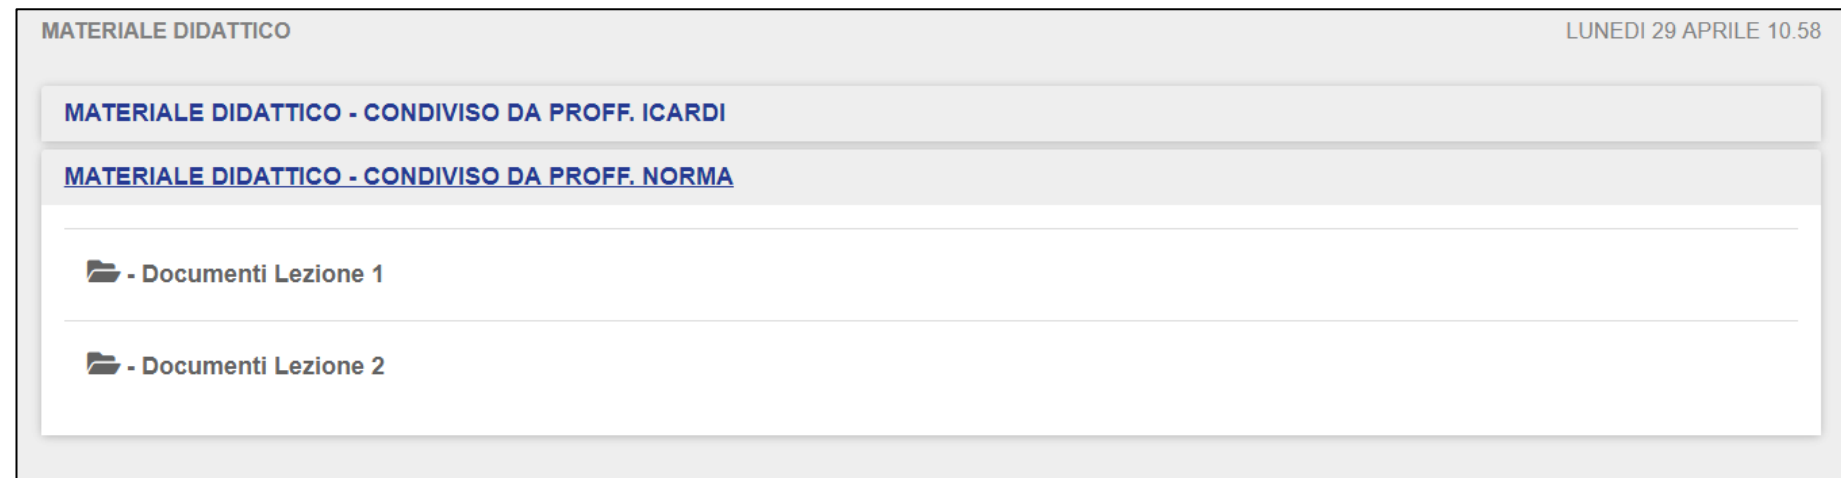 MATERIALE DIDATTICO
LUNEDI 29 APRILE 10.58
MATERIALE DIDATTICO - CONDIVISO DA PROFF. ICARDI
MATERIALE DIDATTICO - CONDIVISO DA PROFF. NORMA
- Documenti Lezione 1
- Documenti Lezione 2